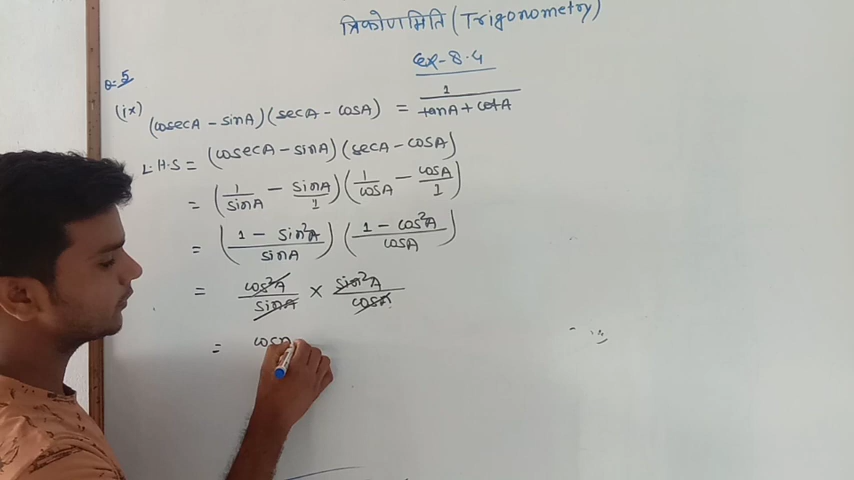 त्रिकोणमिति (Trigonometry)
Ex-8.4
Q-5
(ix) (cosecA - sinA)(secA - cosA) = 1/(tanA + cotA)
L.H.S = (cosecA - sinA)(secA - cosA)
= (1/sinA - sinA/1)(1/cosA - cosA/1)
= ((1 - sin²A)/sinA)((1 - cos²A)/cosA)
= cos²A/sinA × sin²A/cosA
= cosA